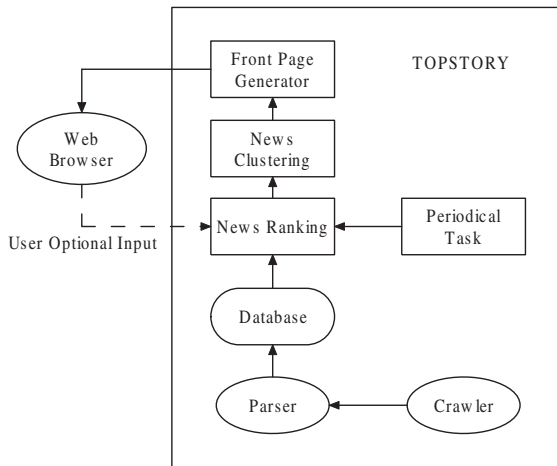 Front Page
Generator
TOPSTORY
Web
Browser
News
Clustering
User Optional Input
News Ranking
Periodical
Task
Database
Parser
Crawler